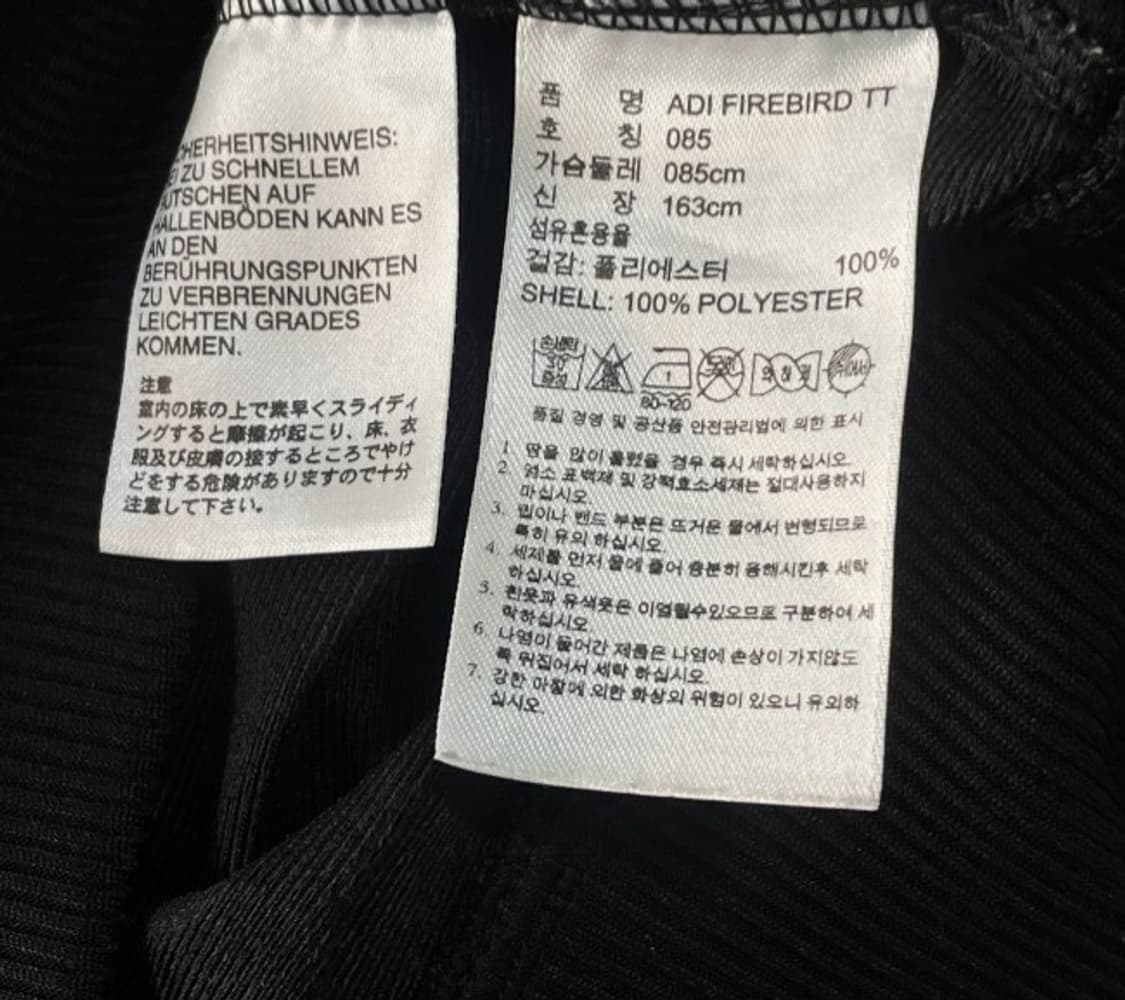 CHERHEITSHINWEIS:
EI ZU SCHNELLEM
UTSCHEN AUF
HALLENBÖDEN KANN ES
AN DEN
BERÜHRUNGSPUNKTEN
ZU VERBRENNUNGEN
LEICHTEN GRADES
KOMMEN.
注意
室内の床の上で素早くスライディ
ングすると摩擦が起こり、床、衣
服及び皮膚の接するところでやけ
どをする危険がありますので十分
注意して下さい。
품 명 ADI FIREBIRD TT
호 칭 085
가슴둘레 085cm
신 장 163cm
섬유혼용율
겉감: 폴리에스터 100%
SHELL: 100% POLYESTER
손세탁
30
중성
1
80~120
약하게
품질 경영 및 공산품 안전관리법에 의한 표시
1. 땀을 많이 흘렸을 경우 즉시 세탁하십시오.
2. 염소 표백제 및 강력효소세제는 절대사용하지
마십시오.
3. 립이나 밴드 부분은 뜨거운 물에서 변형되므로
특히 유의 하십시오.
4. 세제를 먼저 물에 풀어 충분히 용해시킨후 세탁
하십시오.
5. 흰옷과 유색옷은 이염될수있으므로 구분하여 세
탁하십시오.
6. 나염이 들어간 제품은 나염에 손상이 가지않도
록 뒤집어서 세탁 하십시오.
7. 강한 마찰에 의한 화상의 위험이 있으니 유의하
십시오.